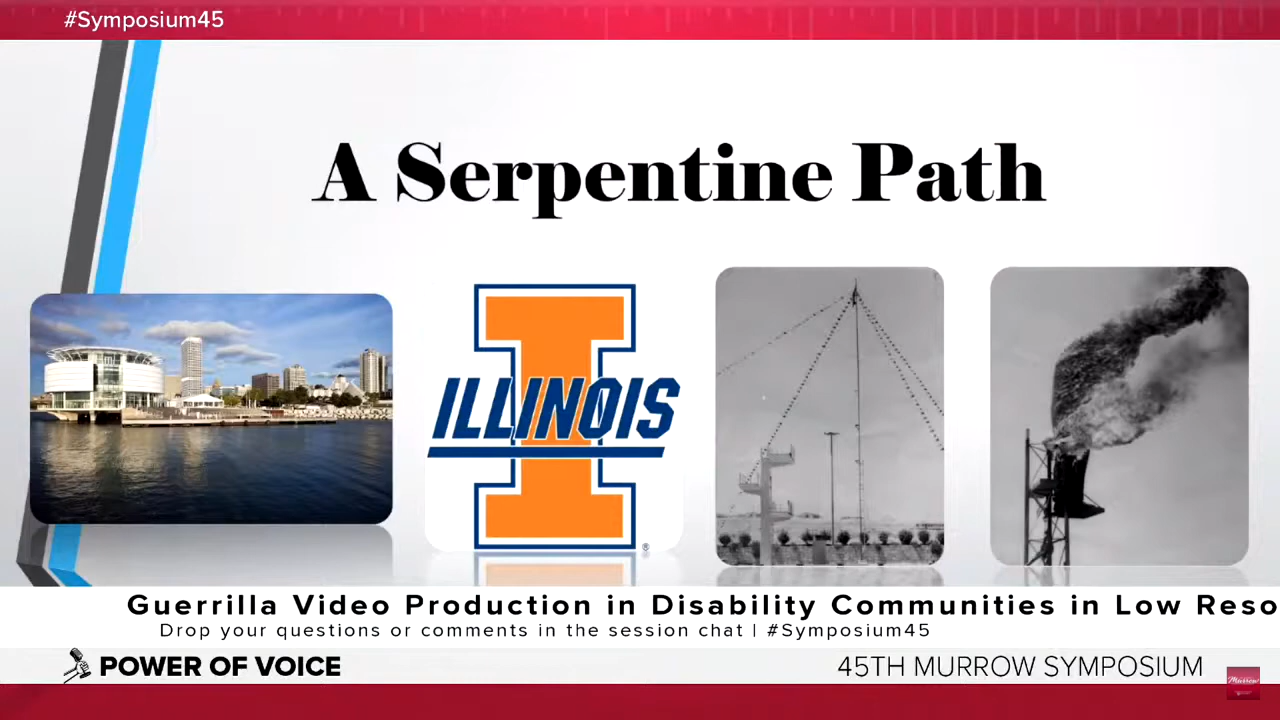 #Symposium45
A Serpentine Path
ILLINOIS
®
Guerrilla Video Production in Disability Communities in Low Reso
Drop your questions or comments in the session chat | #Symposium45
POWER OF VOICE
45TH MURROW SYMPOSIUM
Murrow